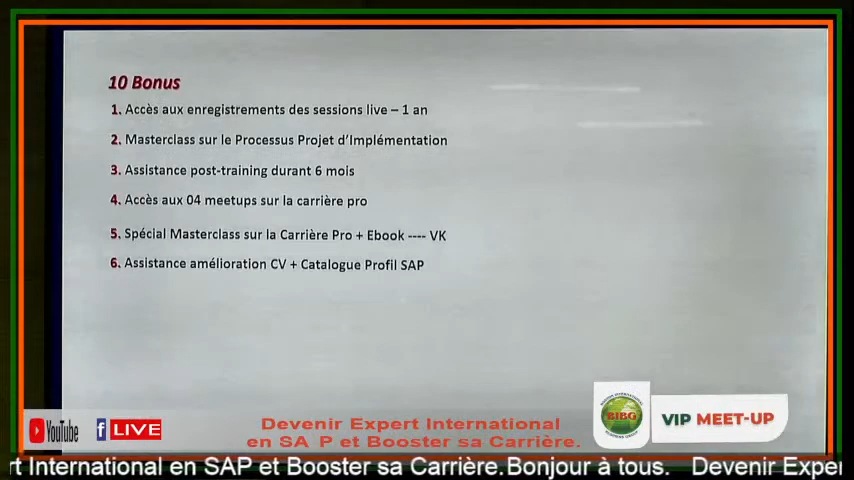 10 Bonus
1. Accès aux enregistrements des sessions live – 1 an
2. Masterclass sur le Processus Projet d'Implémentation
3. Assistance post-training durant 6 mois
4. Accès aux 04 meetups sur la carrière pro
5. Spécial Masterclass sur la Carrière Pro + Ebook ---- VK
6. Assistance amélioration CV + Catalogue Profil SAP
YouTube f LIVE
Devenir Expert International
en SA P et Booster sa Carrière.
BIBG
VIP MEET-UP
rt International en SAP et Booster sa Carrière. Bonjour à tous. Devenir Exper